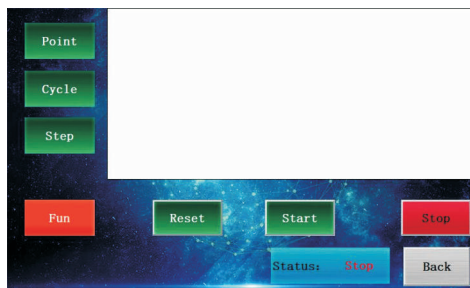 Point
Cycle
Step
Fun
Reset
Start
Stop
Status: Stop
Back